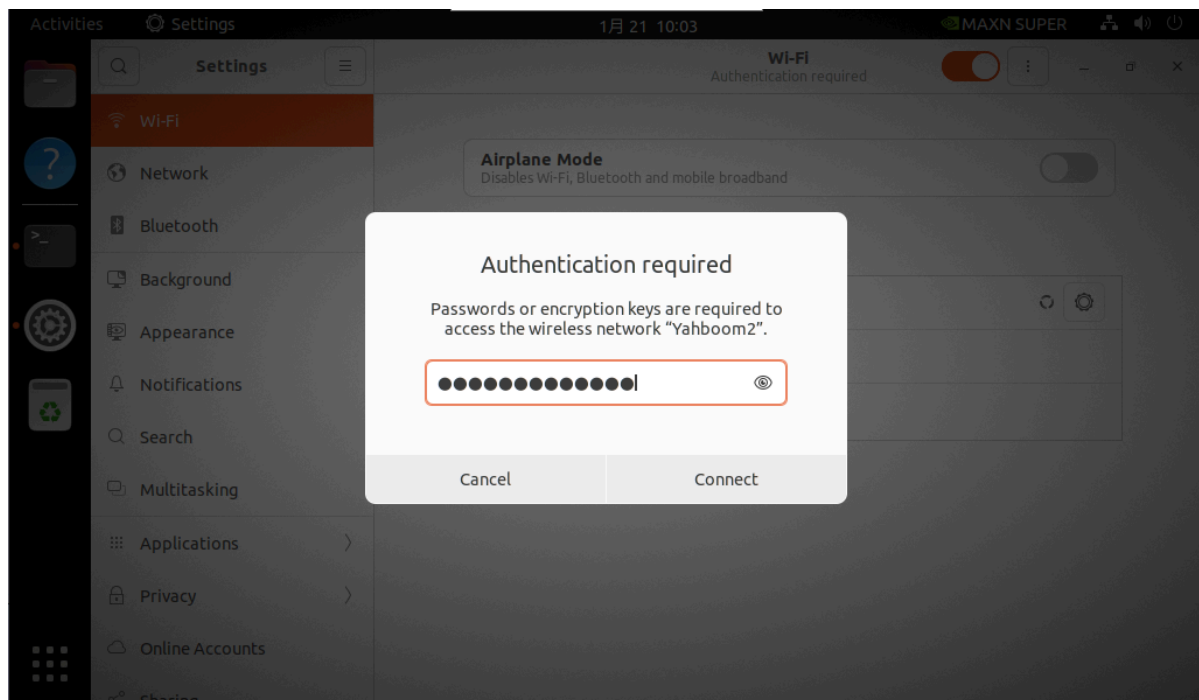 Activities
Settings
1月 21 10:03
MAXN SUPER
Settings
Wi-Fi
Authentication required
Wi-Fi
Network
Bluetooth
Background
Appearance
Notifications
Search
Multitasking
Applications
Privacy
Online Accounts
Sharing
Airplane Mode
Disables Wi-Fi, Bluetooth and mobile broadband
Authentication required
Passwords or encryption keys are required to
access the wireless network “Yahboom2”.
●●●●●●●●●●●●●
Cancel
Connect